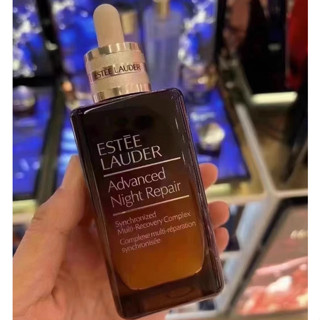 ESTĒE LAUDER
ESTĒE
LAUDER
Advanced
Night Repair
Synchronized
Multi-Recovery Complex
Complexe multi-réparation
synchronisée